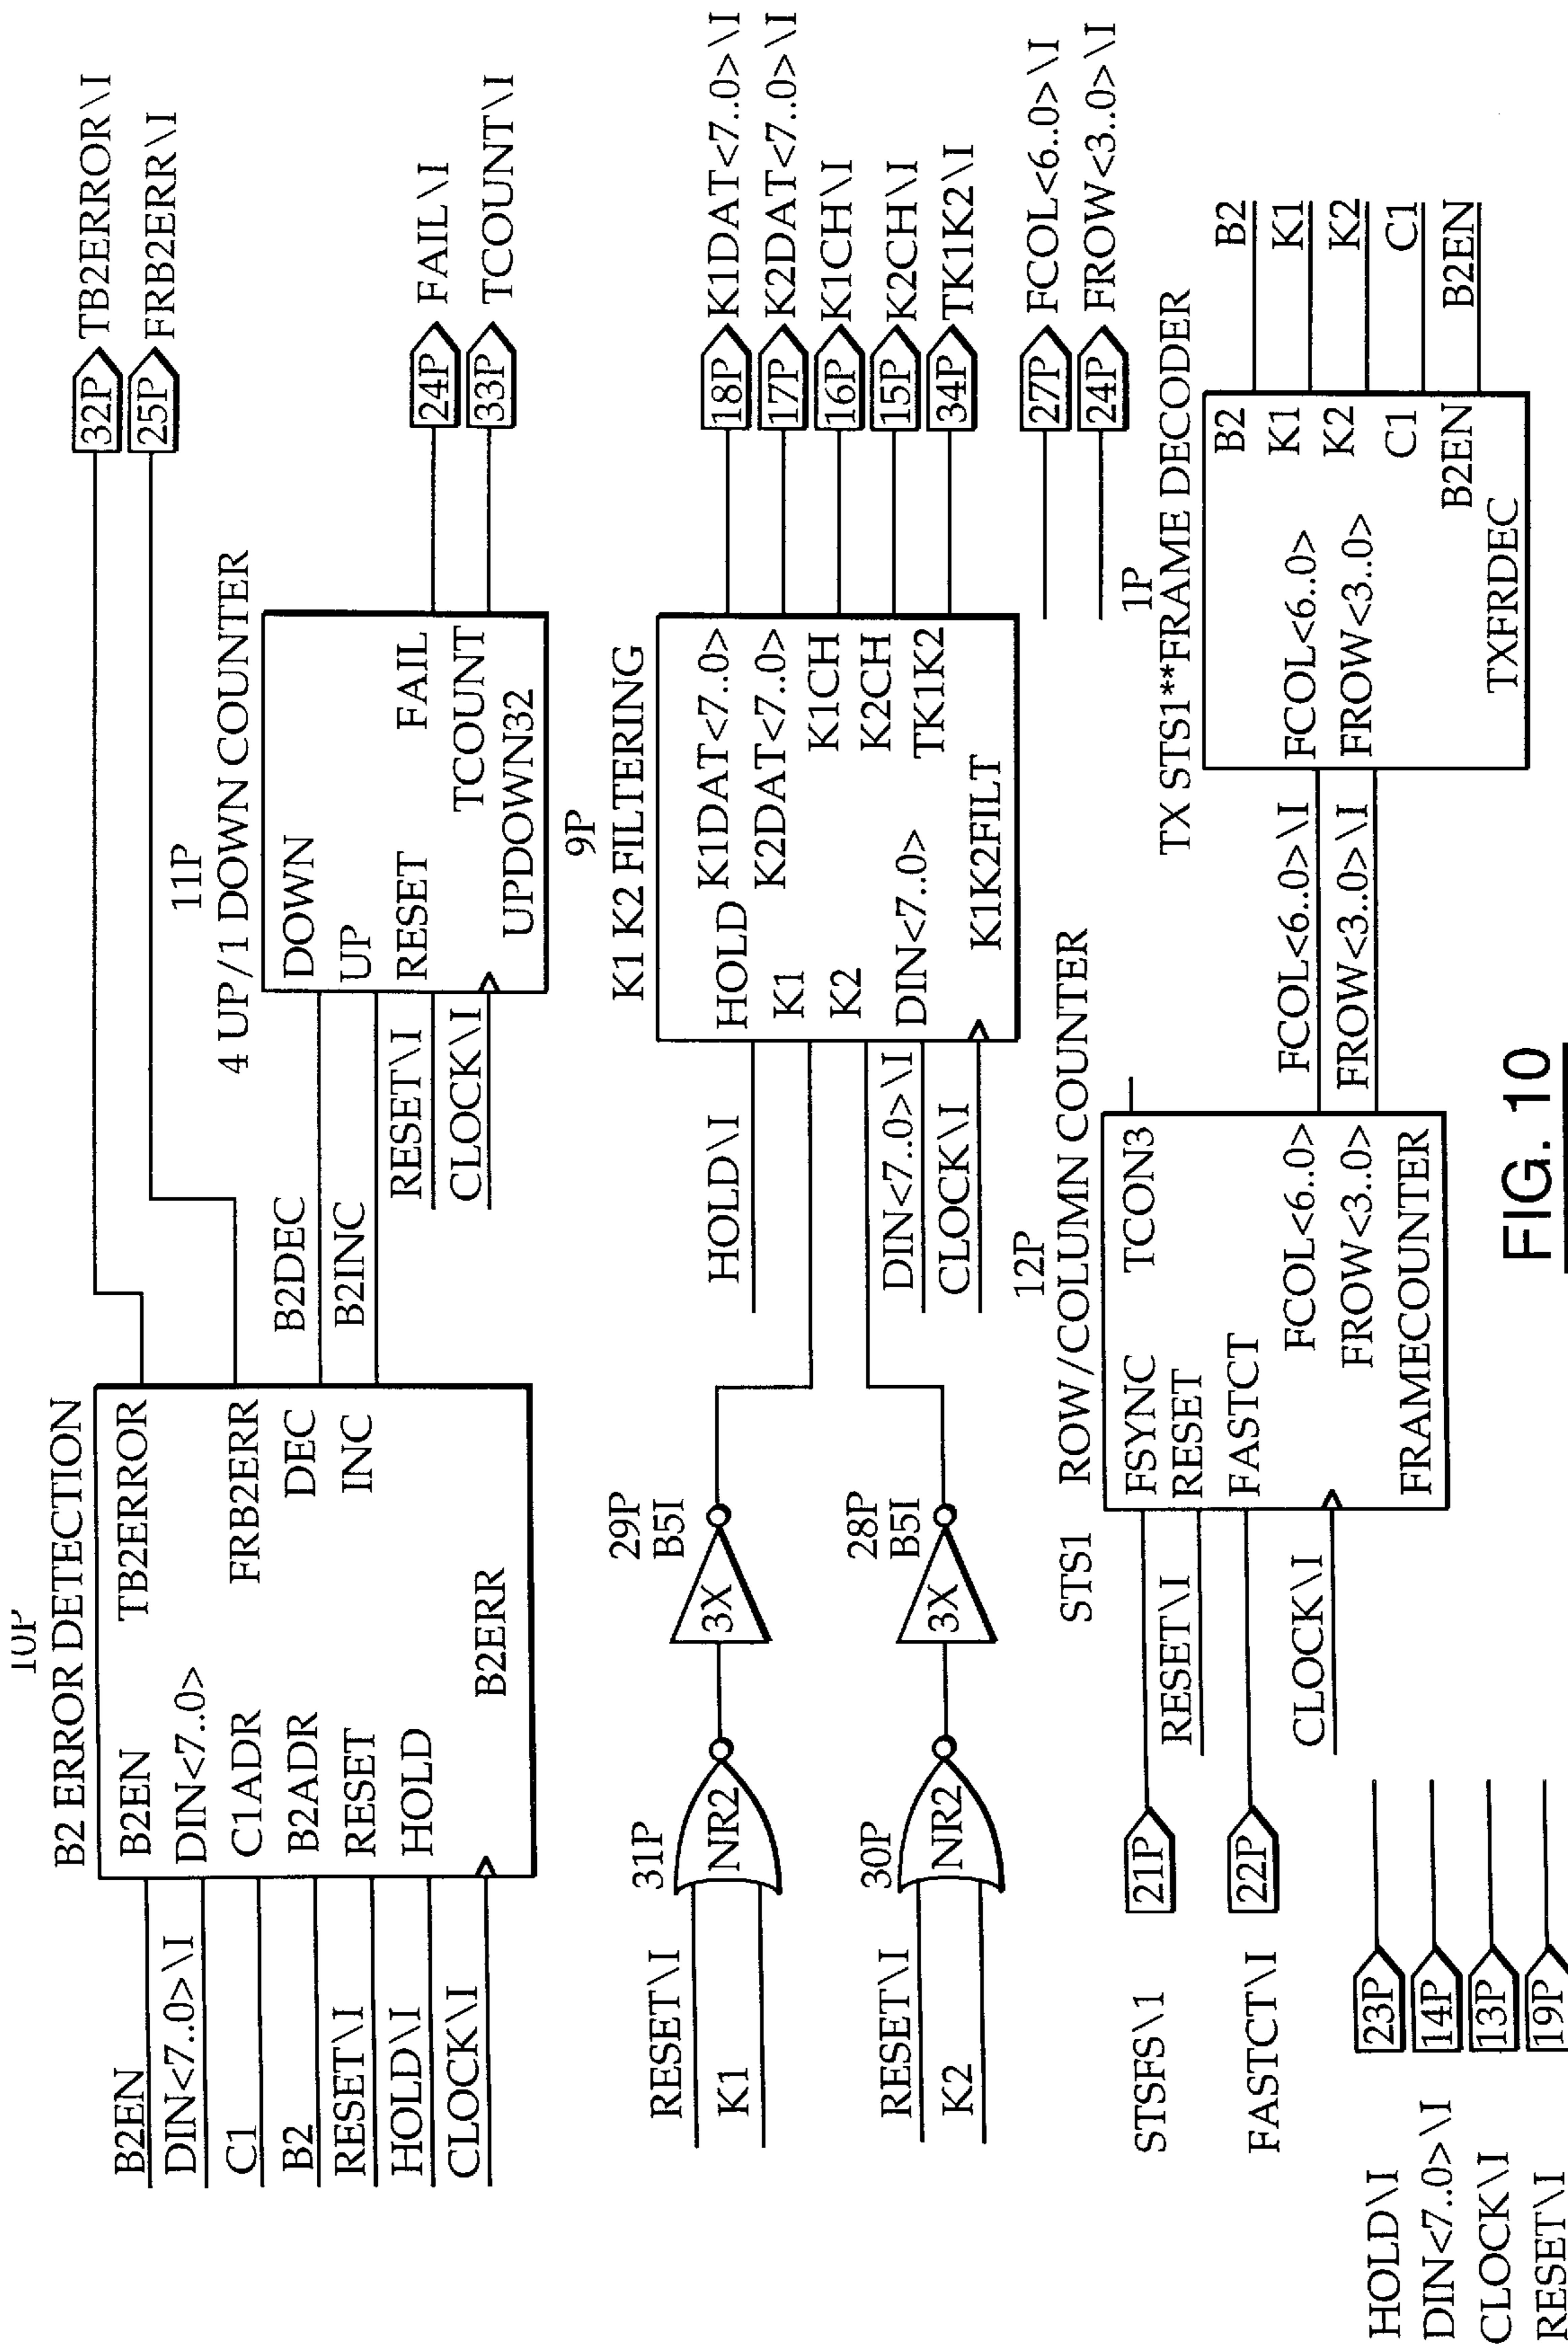 10P
B2 ERROR DETECTION
B2EN
DIN<7..0>\I
C1
B2
RESET\I
HOLD\I
CLOCK\I
B2EN
DIN<7..0>
C1ADR
B2ADR
RESET
HOLD
B2ERR
TB2ERROR
FRB2ERR
DEC
INC
B2DEC
B2INC
RESET\I
CLOCK\I
11P
4 UP/1 DOWN COUNTER
DOWN
UP
RESET
UPDOWN32
FAIL
TCOUNT
32P TB2ERROR\I
25P FRB2ERR\I
24P FAIL\I
33P TCOUNT\I
RESET\I
K1
31P
NR2
3X
29P
B5I
RESET\I
K2
30P
NR2
3X
28P
B5I
HOLD\I
DIN<7..0>\I
CLOCK\I
9P
K1 K2 FILTERING
HOLD
K1
K2
DIN<7..0>
K1K2FILT
K1DAT<7..0>
K2DAT<7..0>
K1CH
K2CH
TK1K2
18P K1DAT<7..0>\I
17P K2DAT<7..0>\I
16P K1CH\I
15P K2CH\I
34P TK1K2\I
27P FCOL<6..0>\I
24P FROW<3..0>\I
STSFS\1 21P
RESET\I
FASTCT\I 22P
CLOCK\I
12P
STS1 ROW/COLUMN COUNTER
FSYNC
RESET
FASTCT
TCON3
FCOL<6..0>
FROW<3..0>
FRAMECOUNTER
FCOL<6..0>\I
FROW<3..0>\I
1P
TX STS1**FRAME DECODER
FCOL<6..0>
FROW<3..0>
TXFRDEC
B2
K1
K2
C1
B2EN
B2
K1
K2
C1
B2EN
HOLD\I 23P
DIN<7..0>\I 14P
CLOCK\I 13P
RESET\I 19P
FIG. 10